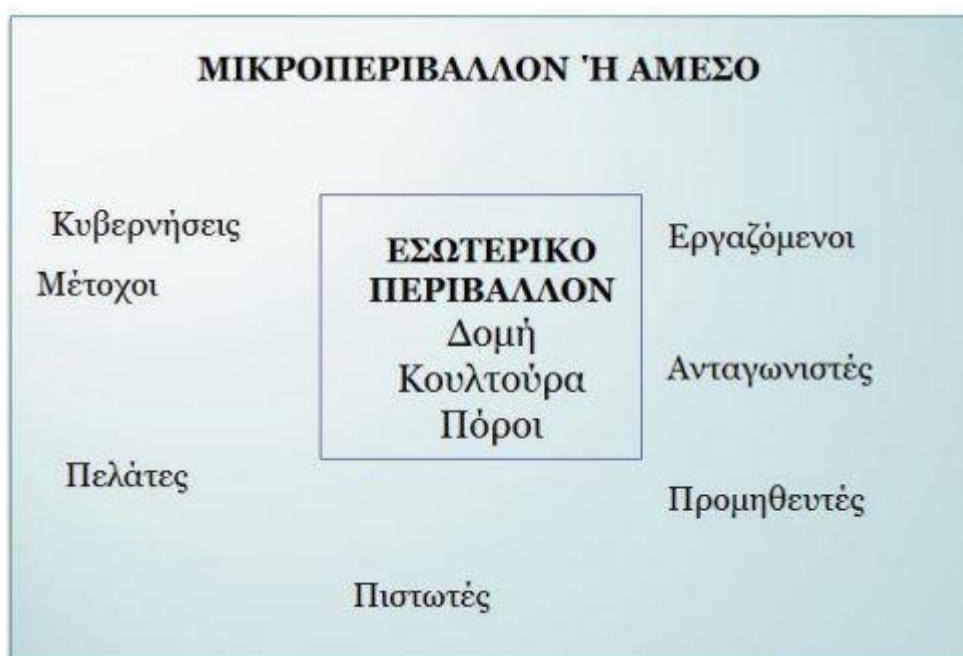 ΜΙΚΡΟΠΕΡΙΒΑΛΛΟΝ Ή ΑΜΕΣΟ
Κυβερνήσεις
Μέτοχοι
Πελάτες
ΕΣΩΤΕΡΙΚΟ
ΠΕΡΙΒΑΛΛΟΝ
Δομή
Κουλτούρα
Πόροι
Πιστωτές
Εργαζόμενοι
Ανταγωνιστές
Προμηθευτές